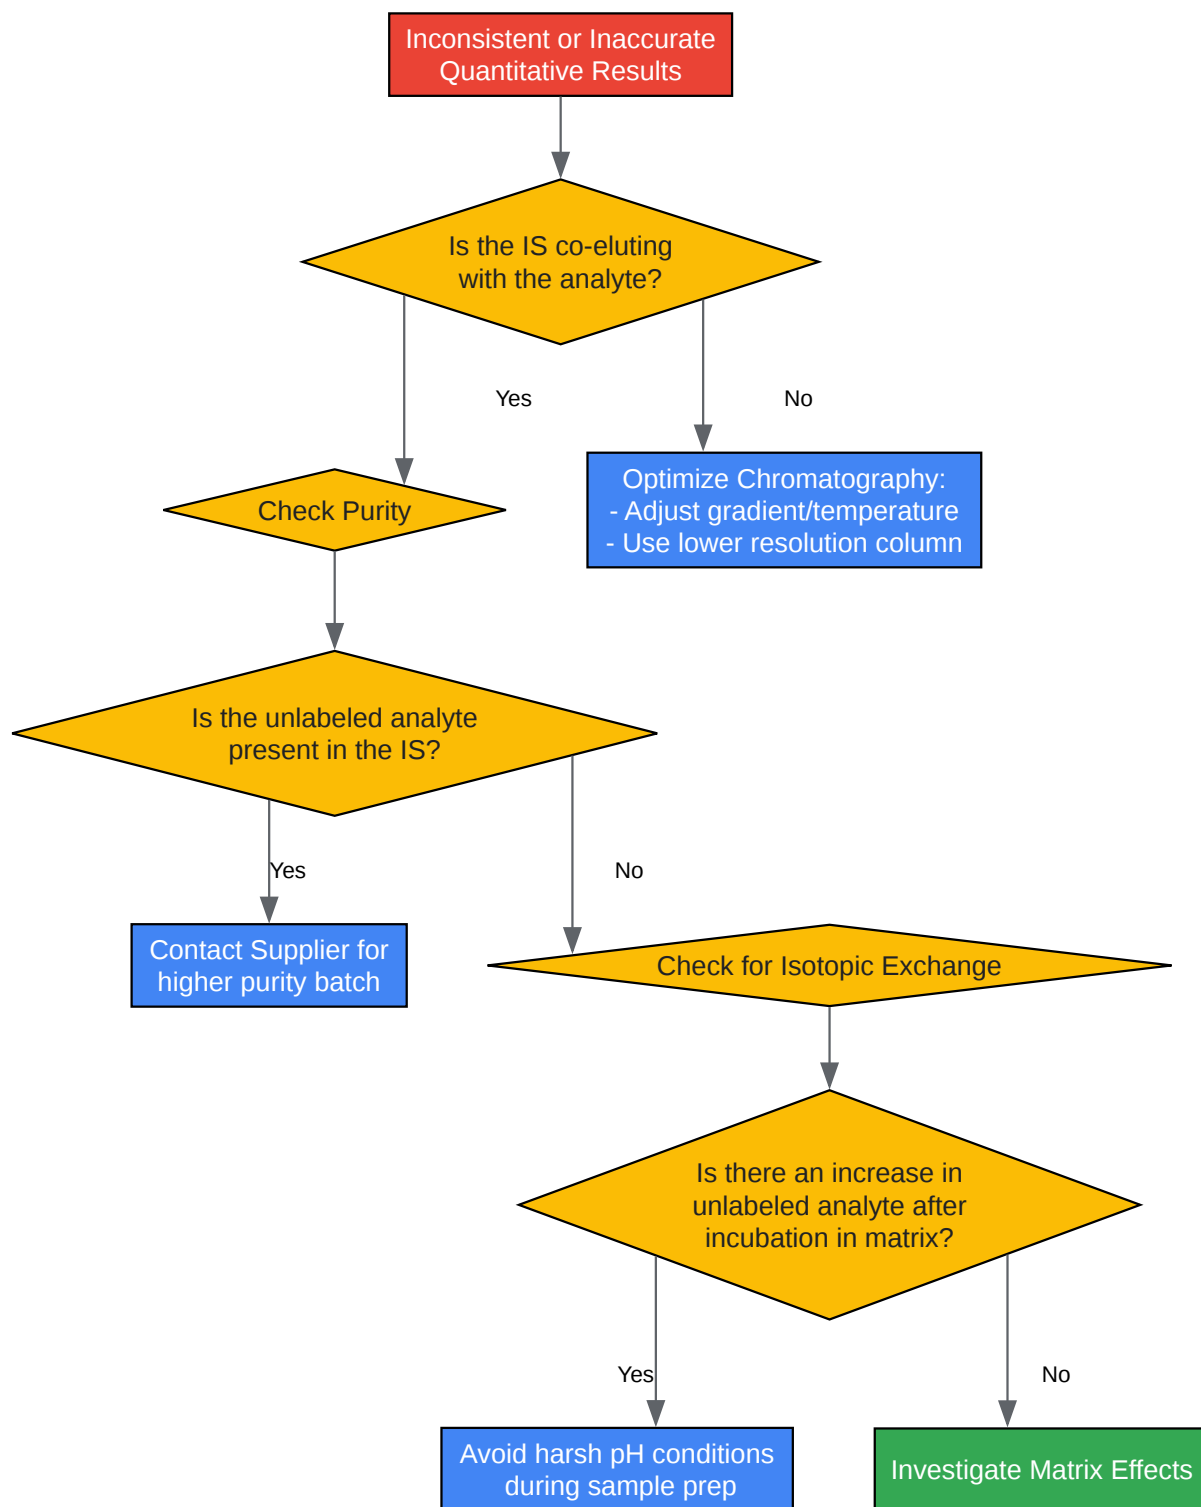 Inconsistent or Inaccurate
Quantitative Results
Is the IS co-eluting
with the analyte?
Yes
No
Optimize Chromatography:
- Adjust gradient/temperature
- Use lower resolution column
Check Purity
Is the unlabeled analyte
present in the IS?
Yes
No
Contact Supplier for
higher purity batch
Check for Isotopic Exchange
Is there an increase in
unlabeled analyte after
incubation in matrix?
Yes
No
Avoid harsh pH conditions
during sample prep
Investigate Matrix Effects